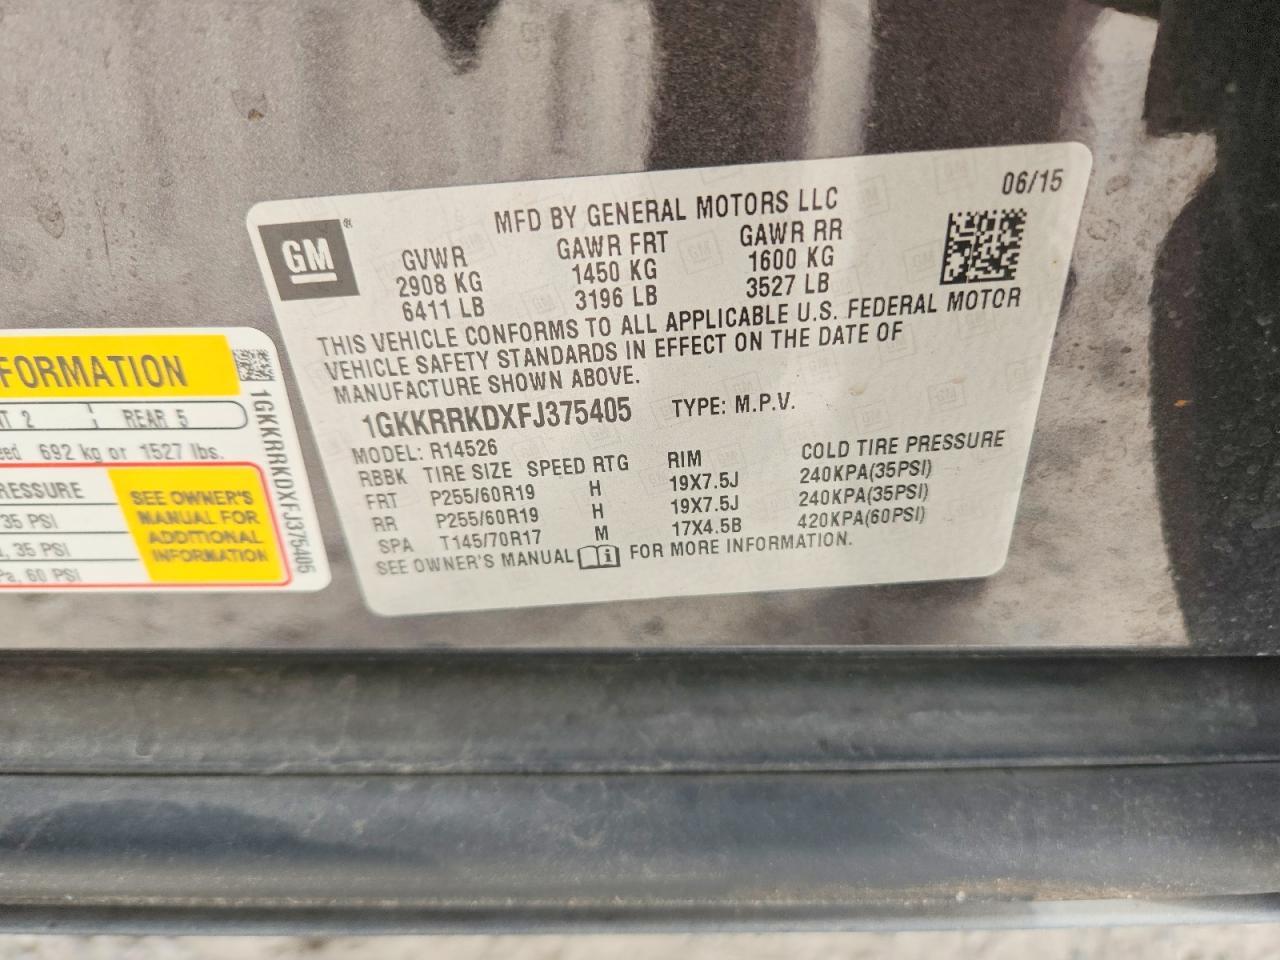 06/15
GM
MFD BY GENERAL MOTORS LLC
GVWR GAWR FRT GAWR RR
2908 KG 1450 KG 1600 KG
6411 LB 3196 LB 3527 LB
THIS VEHICLE CONFORMS TO ALL APPLICABLE U.S. FEDERAL MOTOR
VEHICLE SAFETY STANDARDS IN EFFECT ON THE DATE OF
MANUFACTURE SHOWN ABOVE.
1GKKRRKDXFJ375405 TYPE: M.P.V.
MODEL: R14526
RBBK TIRE SIZE SPEED RTG RIM COLD TIRE PRESSURE
FRT P255/60R19 H 19X7.5J 240KPA(35PSI)
RR P255/60R19 H 19X7.5J 240KPA(35PSI)
SPA T145/70R17 M 17X4.5B 420KPA(60PSI)
SEE OWNER'S MANUAL FOR MORE INFORMATION.
FORMATION
T 2 REAR 5
eed 692 kg or 1527 lbs.
RESSURE
35 PSI
, 35 PSI
Pa, 60 PSI
SEE OWNER'S
MANUAL FOR
ADDITIONAL
INFORMATION
1GKKRRKDXFJ375405